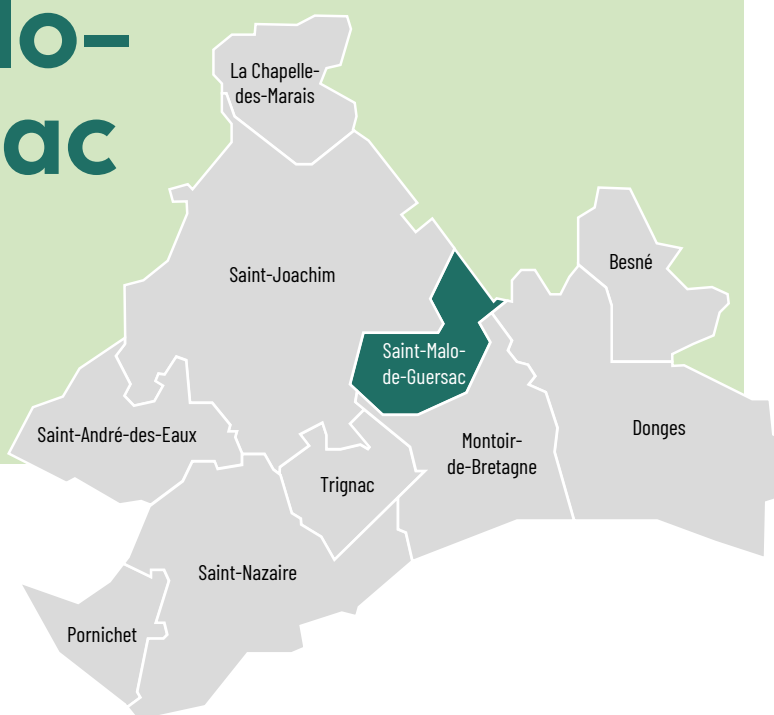 lo–
ac
La Chapelle-
des-Marais
Saint-Joachim
Besné
Saint-Malo-
de-Guersac
Saint-André-des-Eaux
Donges
Montoir-
de-Bretagne
Trignac
Saint-Nazaire
Pornichet